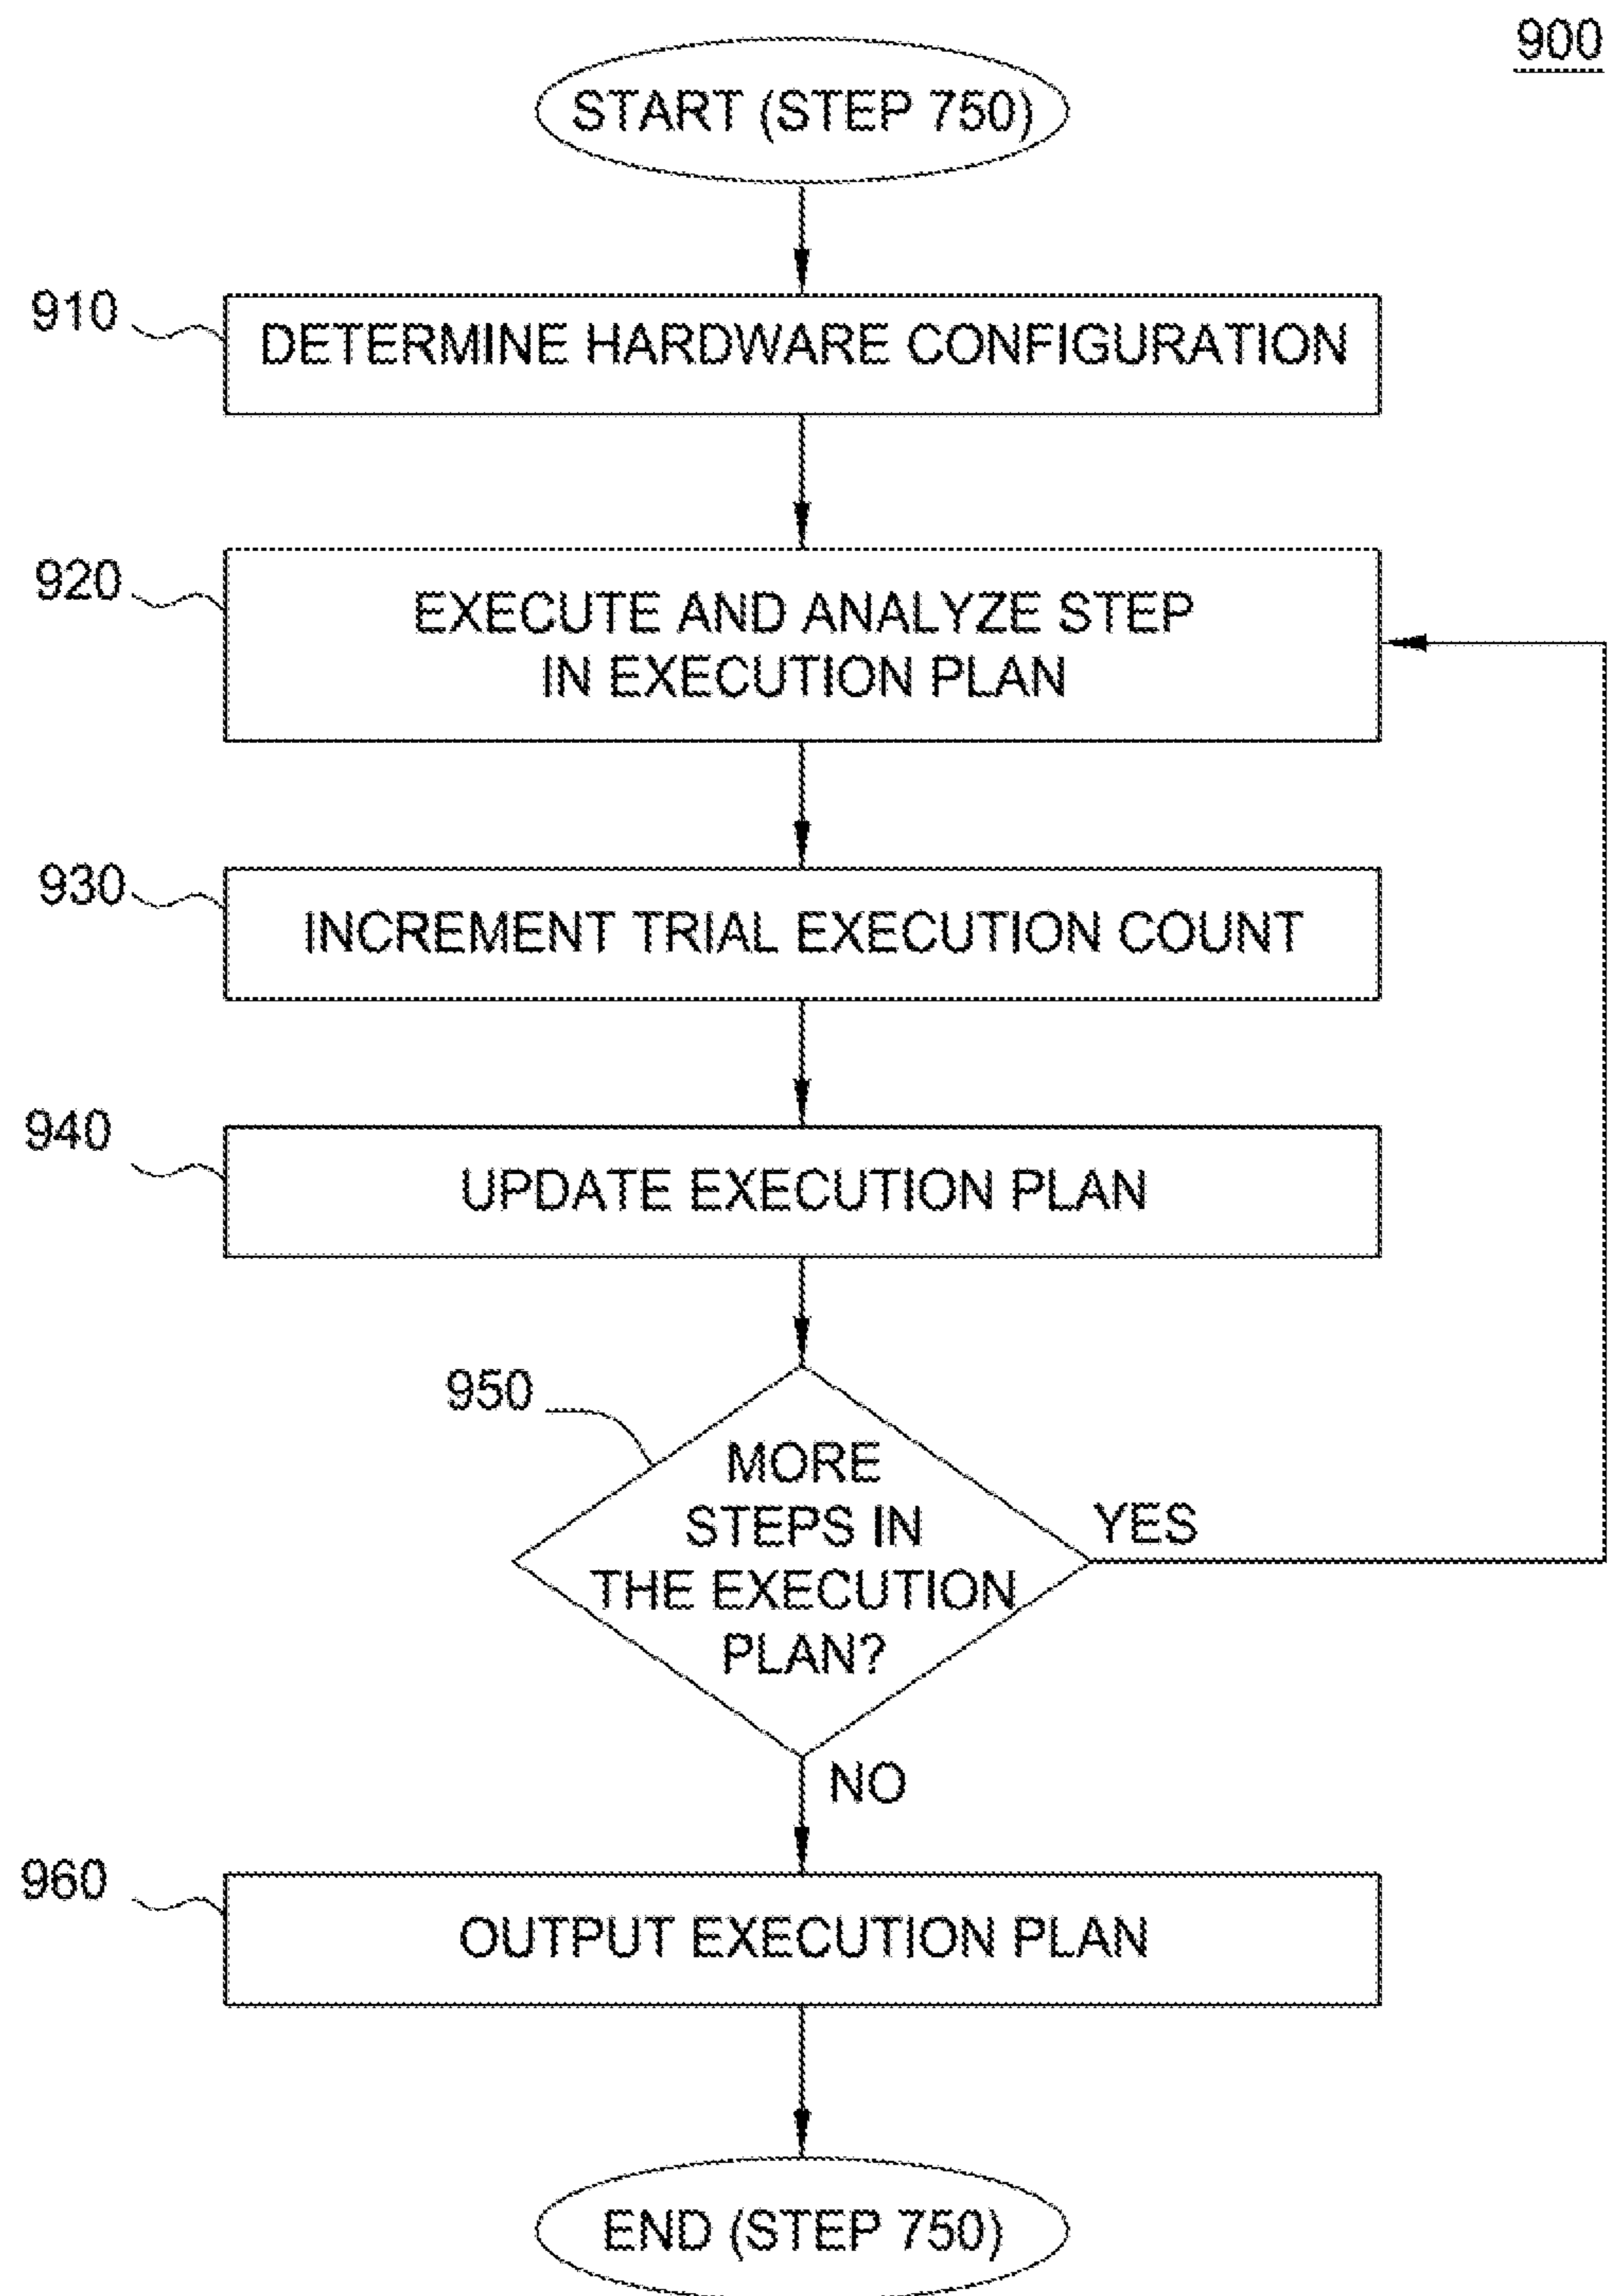 900
START (STEP 750)
910
DETERMINE HARDWARE CONFIGURATION
920
EXECUTE AND ANALYZE STEP
IN EXECUTION PLAN
930
INCREMENT TRIAL EXECUTION COUNT
940
UPDATE EXECUTION PLAN
950
MORE
STEPS IN
THE EXECUTION
PLAN?
YES
NO
960
OUTPUT EXECUTION PLAN
END (STEP 750)